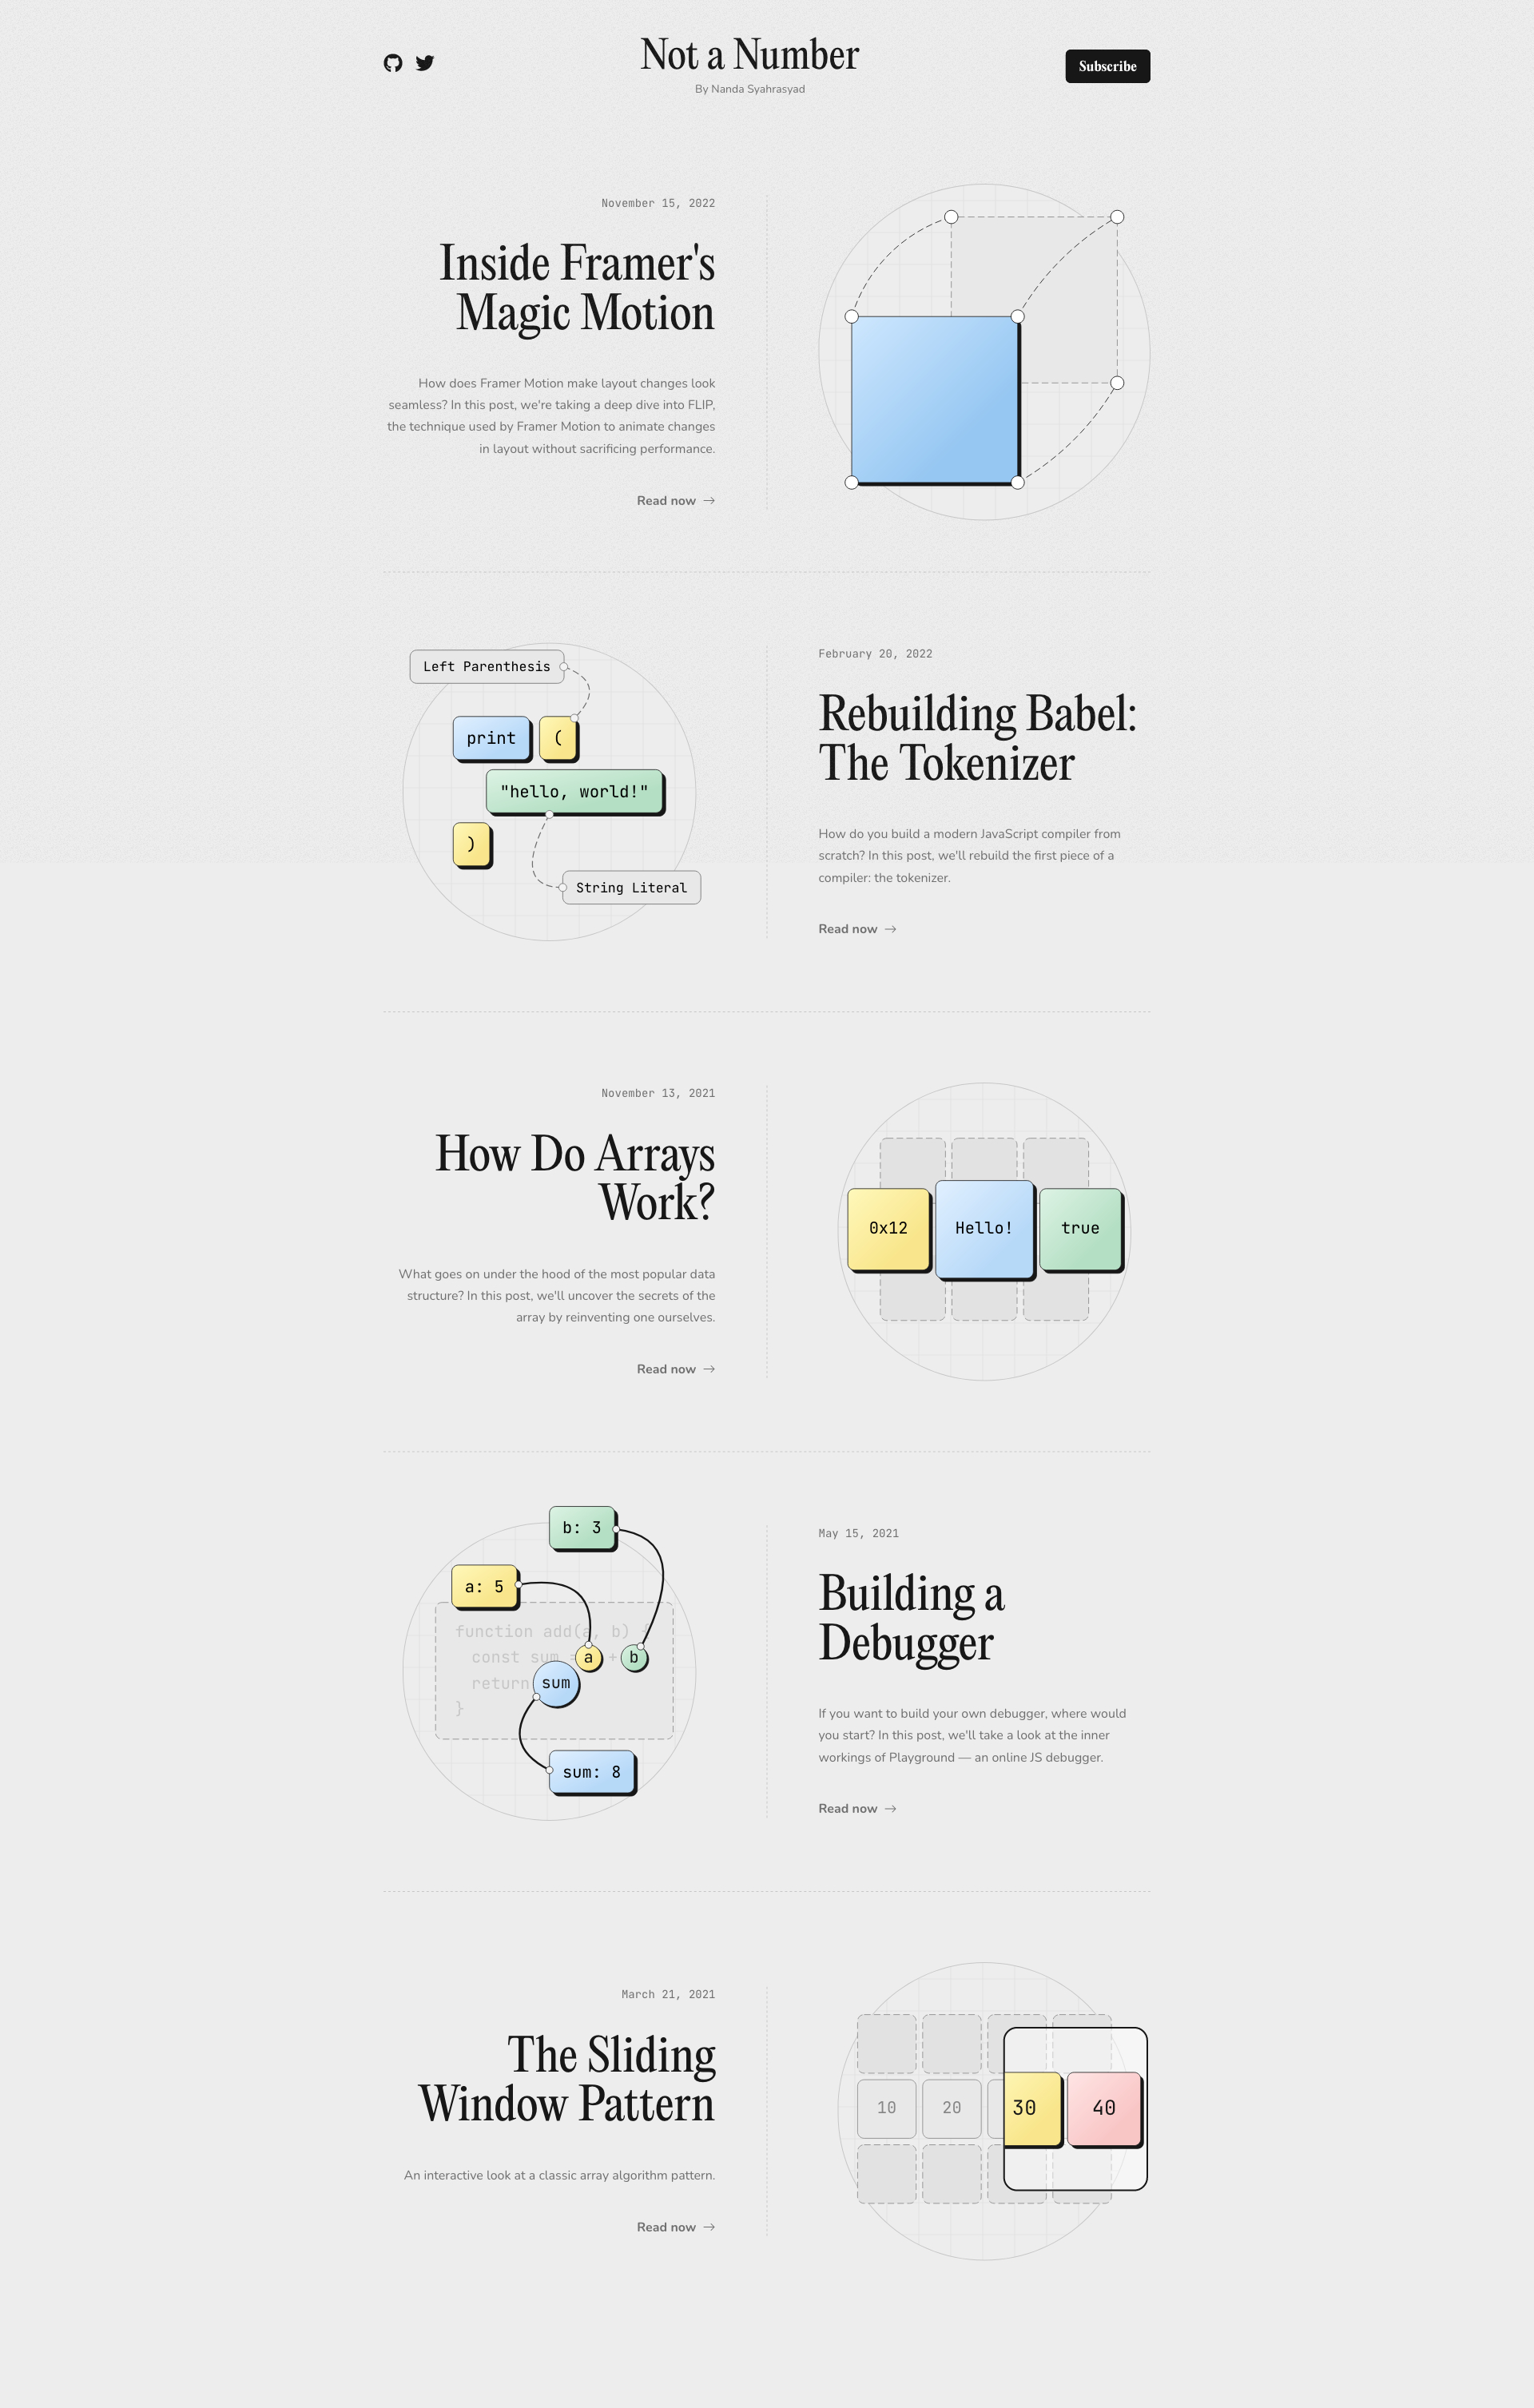 Not a Number
By Nanda Syahrasyad
Subscribe
November 15, 2022
Inside Framer's
Magic Motion
How does Framer Motion make layout changes look
seamless? In this post, we're taking a deep dive into FLIP,
the technique used by Framer Motion to animate changes
in layout without sacrificing performance.
Read now →
Left Parenthesis
print
(
"hello, world!"
)
String Literal
February 20, 2022
Rebuilding Babel:
The Tokenizer
How do you build a modern JavaScript compiler from
scratch? In this post, we'll rebuild the first piece of a
compiler: the tokenizer.
Read now →
November 13, 2021
How Do Arrays
Work?
What goes on under the hood of the most popular data
structure? In this post, we'll uncover the secrets of the
array by reinventing one ourselves.
Read now →
0x12
Hello!
true
b: 3
a: 5
function add(a, b) {
const sum = a + b
return sum
}
sum: 8
May 15, 2021
Building a
Debugger
If you want to build your own debugger, where would
you start? In this post, we'll take a look at the inner
workings of Playground — an online JS debugger.
Read now →
March 21, 2021
The Sliding
Window Pattern
An interactive look at a classic array algorithm pattern.
Read now →
10
20
30
40